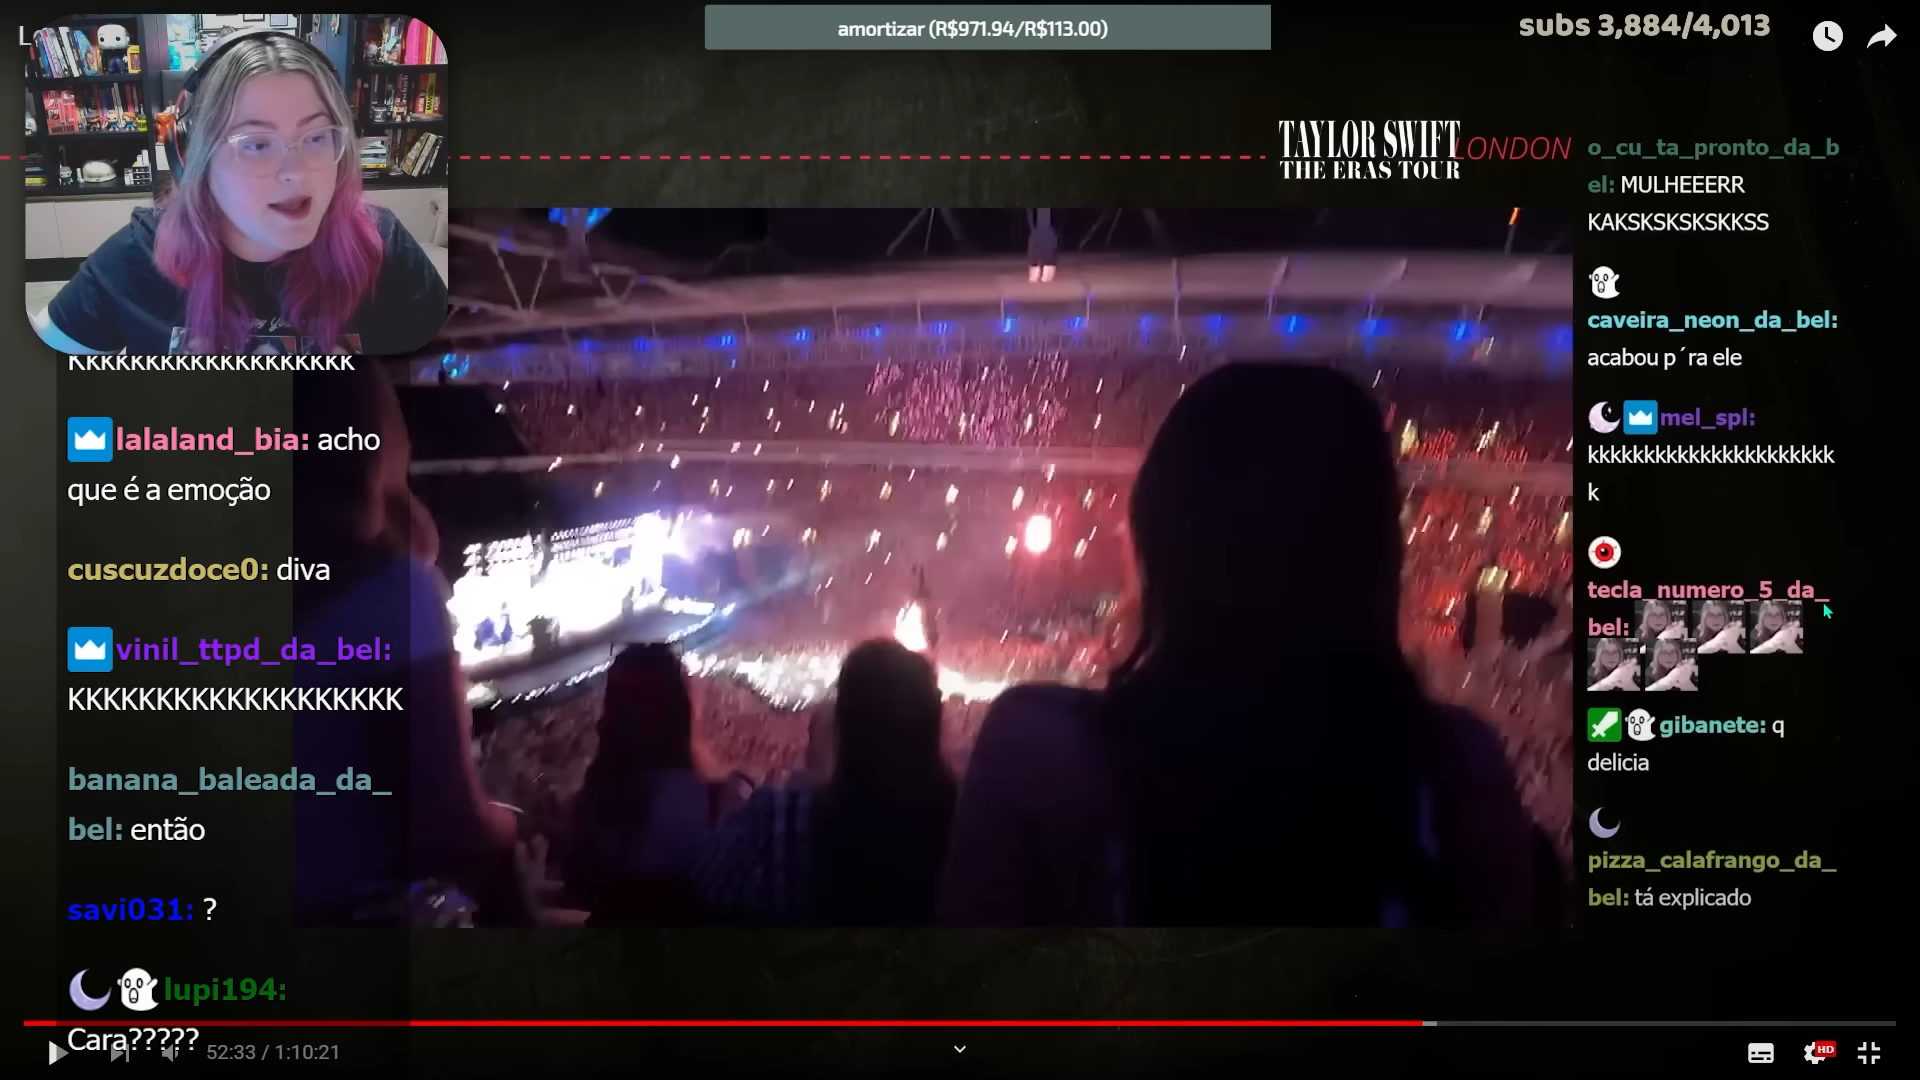 L
amortizar (R$971.94/R$113.00)
subs 3,884/4,013
TAYLOR SWIFT
THE ERAS TOUR
LONDON
KKKKKKKKKKKKKKKKKKK
lalaland_bia: acho
que é a emoção
cuscuzdoce0: diva
vinil_ttpd_da_bel:
KKKKKKKKKKKKKKKKKKK
banana_baleada_da_
bel: então
savi031: ?
lupi194:
Cara?????
o_cu_ta_pronto_da_b
el: MULHEEERR
KAKSKSKSKSKKSS
caveira_neon_da_bel:
acabou p´ra ele
mel_spl:
kkkkkkkkkkkkkkkkkkkkkk
k
tecla_numero_5_da_
bel:
gibanete: q
delicia
pizza_calafrango_da_
bel: tá explicado
52:33 / 1:10:21
HD